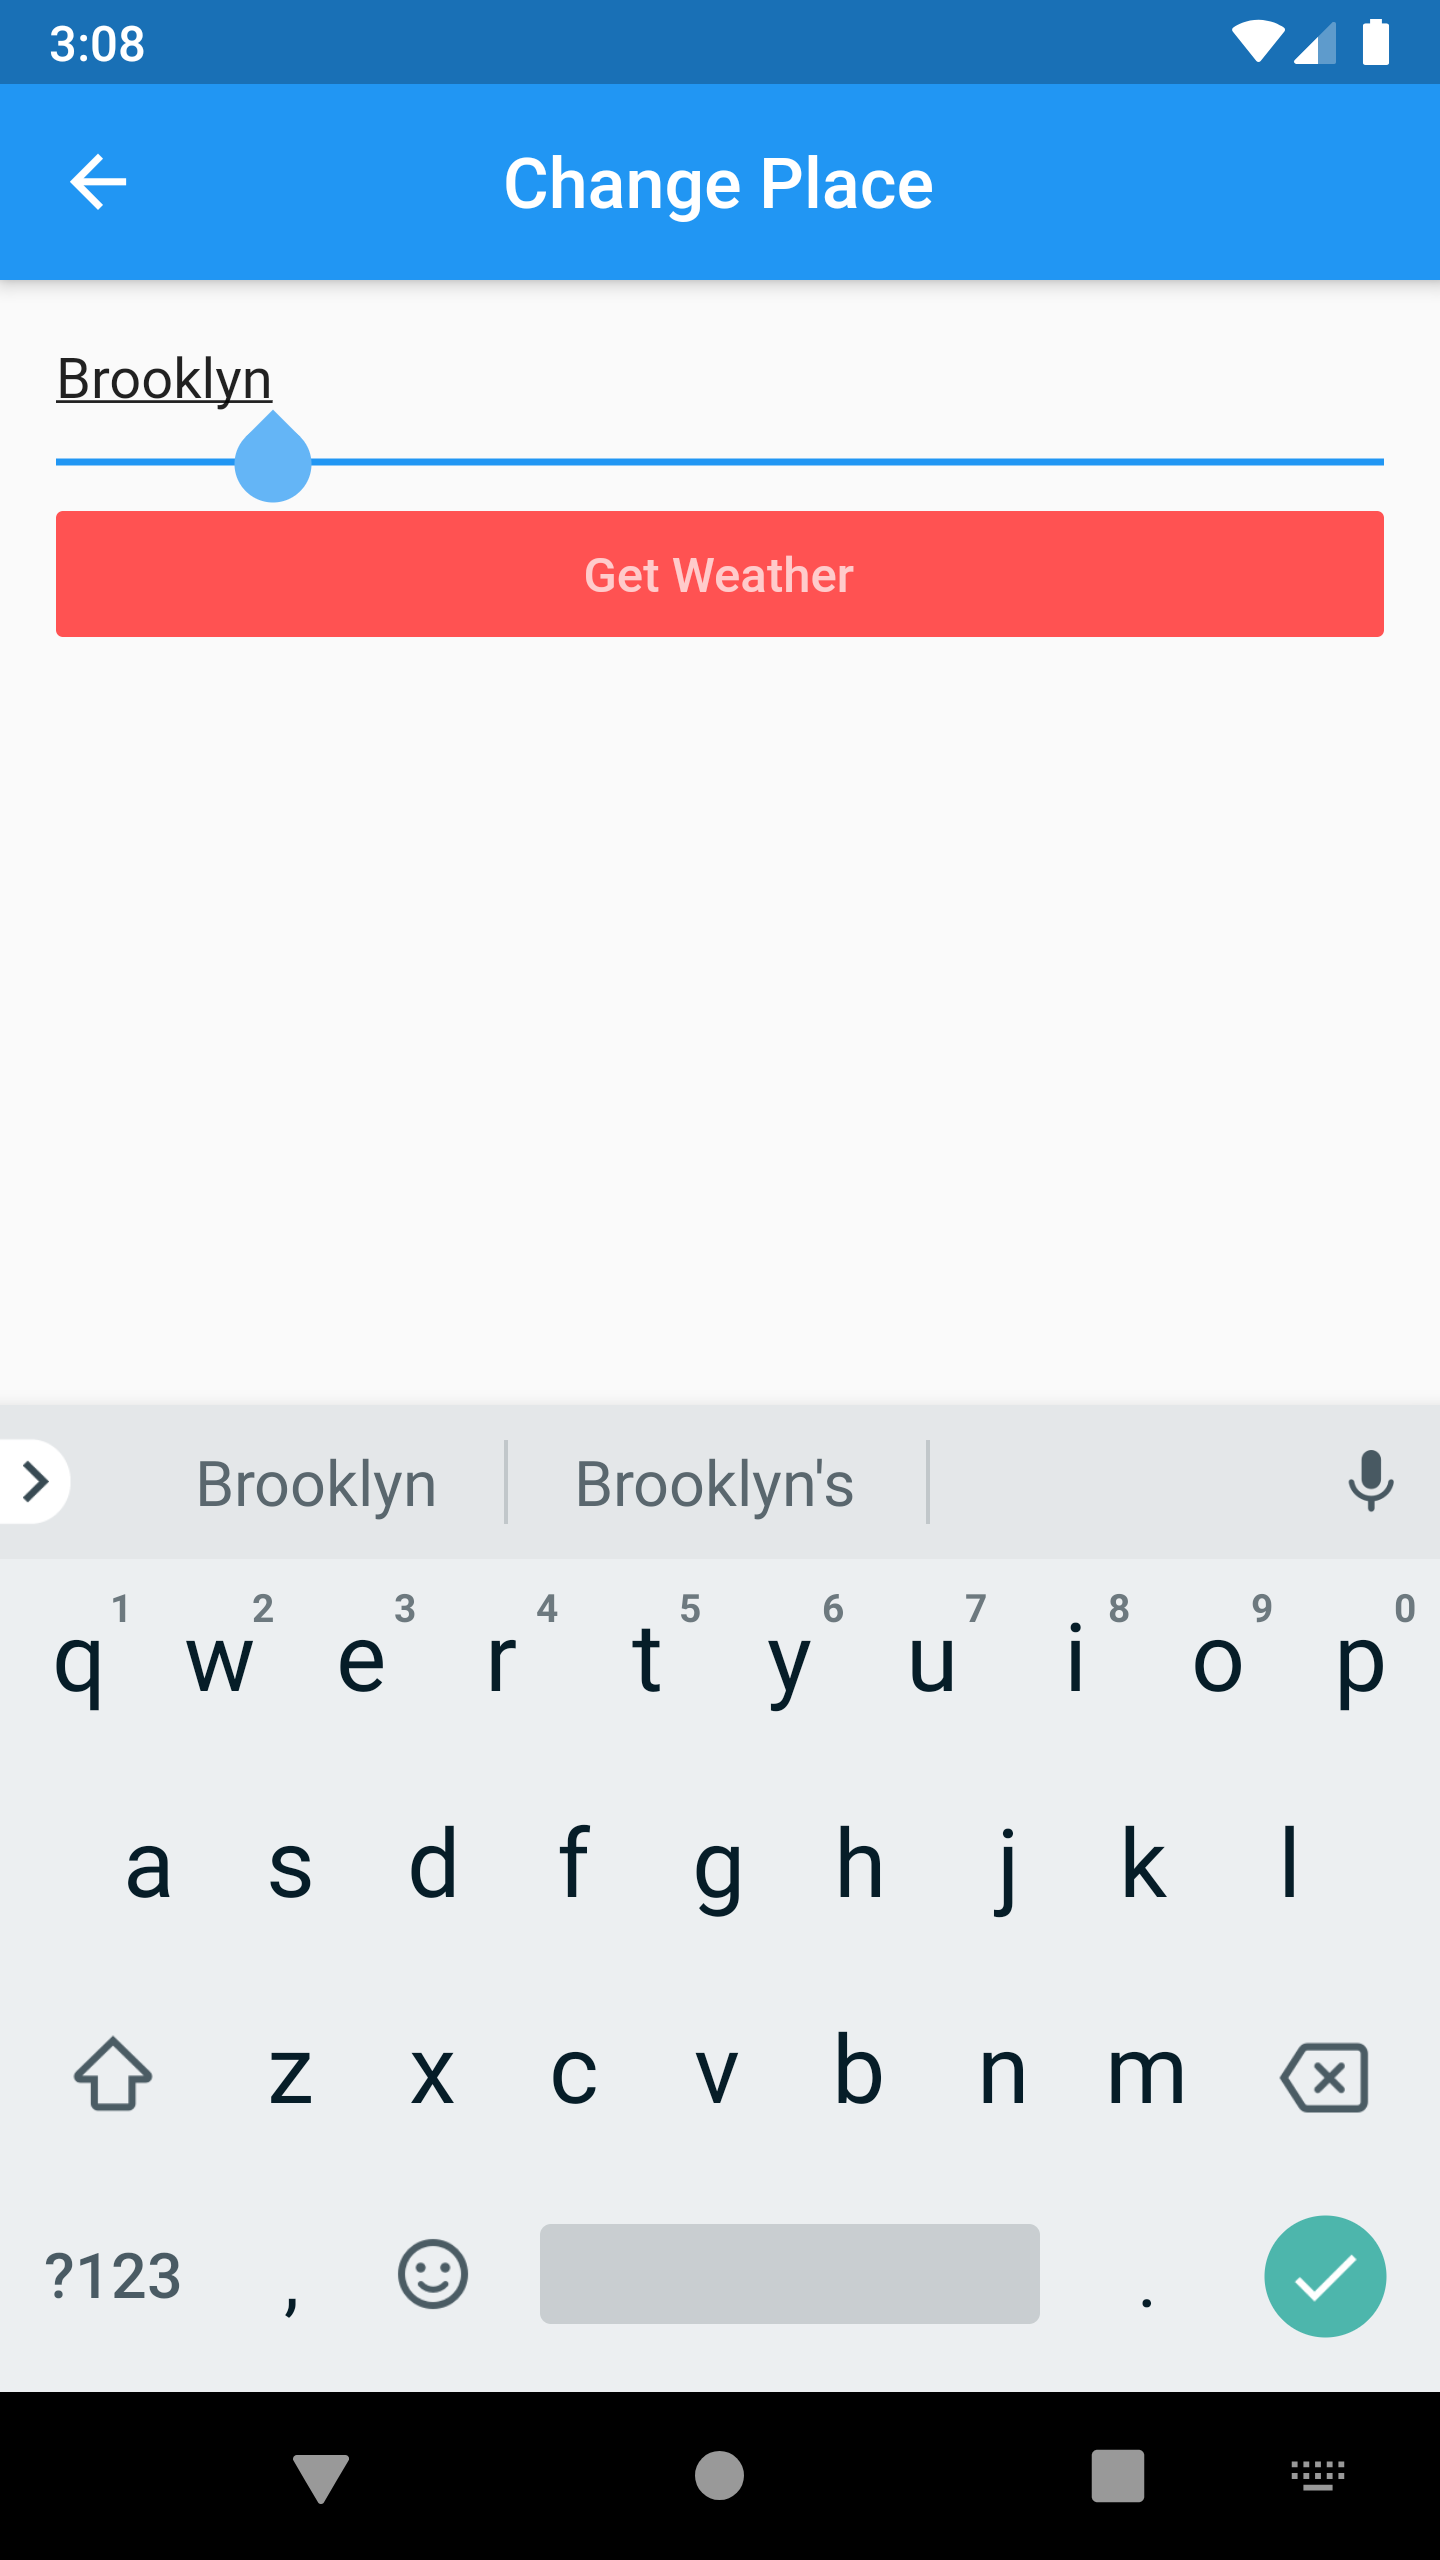 3:08
Change Place
Brooklyn
Get Weather
Brooklyn Brooklyn's
1 2 3 4 5 6 7 8 9 0
q w e r t y u i o p
a s d f g h j k l
z x c v b n m
?123 , .